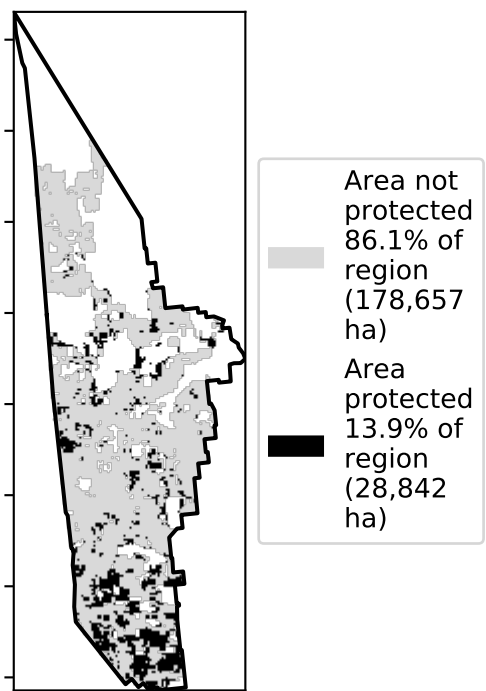 Area not
protected
86.1% of
region
(178,657
ha)
Area
protected
13.9% of
region
(28,842
ha)